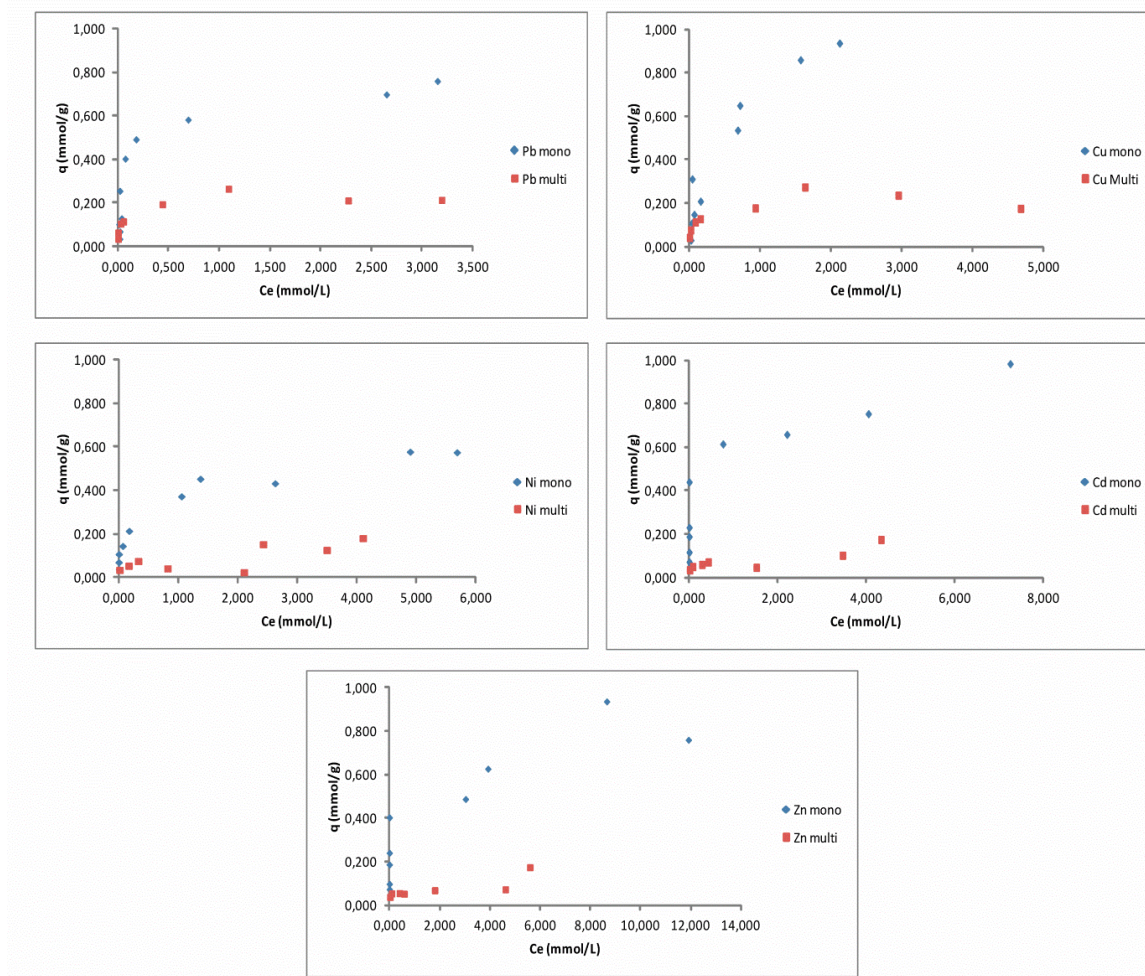 1,000
0,800
0,600
0,400
0,200
0,000
q (mmol/g)
0,000 0,500 1,000 1,500 2,000 2,500 3,000 3,500
Ce (mmol/L)
Pb mono
Pb multi
1,000
0,800
0,600
0,400
0,200
0,000
q (mmol/g)
0,000 1,000 2,000 3,000 4,000 5,000
Ce (mmol/L)
Cu mono
Cu Multi
1,000
0,800
0,600
0,400
0,200
0,000
q (mmol/g)
0,000 1,000 2,000 3,000 4,000 5,000 6,000
Ce (mmol/L)
Ni mono
Ni multi
1,000
0,800
0,600
0,400
0,200
0,000
q (mmol/g)
0,000 2,000 4,000 6,000 8,000
Ce (mmol/L)
Cd mono
Cd multi
1,000
0,800
0,600
0,400
0,200
0,000
q (mmol/g)
0,000 2,000 4,000 6,000 8,000 10,000 12,000 14,000
Ce (mmol/L)
Zn mono
Zn multi